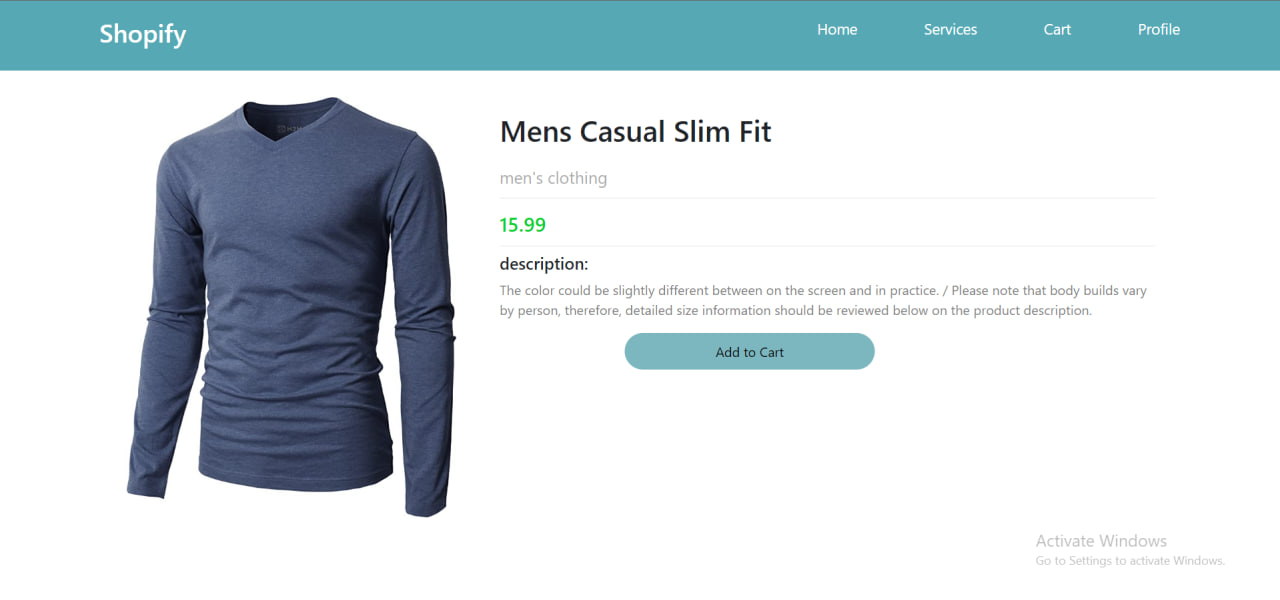 Shopify
Home
Services
Cart
Profile
Mens Casual Slim Fit
men's clothing
15.99
description:
The color could be slightly different between on the screen and in practice. / Please note that body builds vary
by person, therefore, detailed size information should be reviewed below on the product description.
Add to Cart
Activate Windows
Go to Settings to activate Windows.